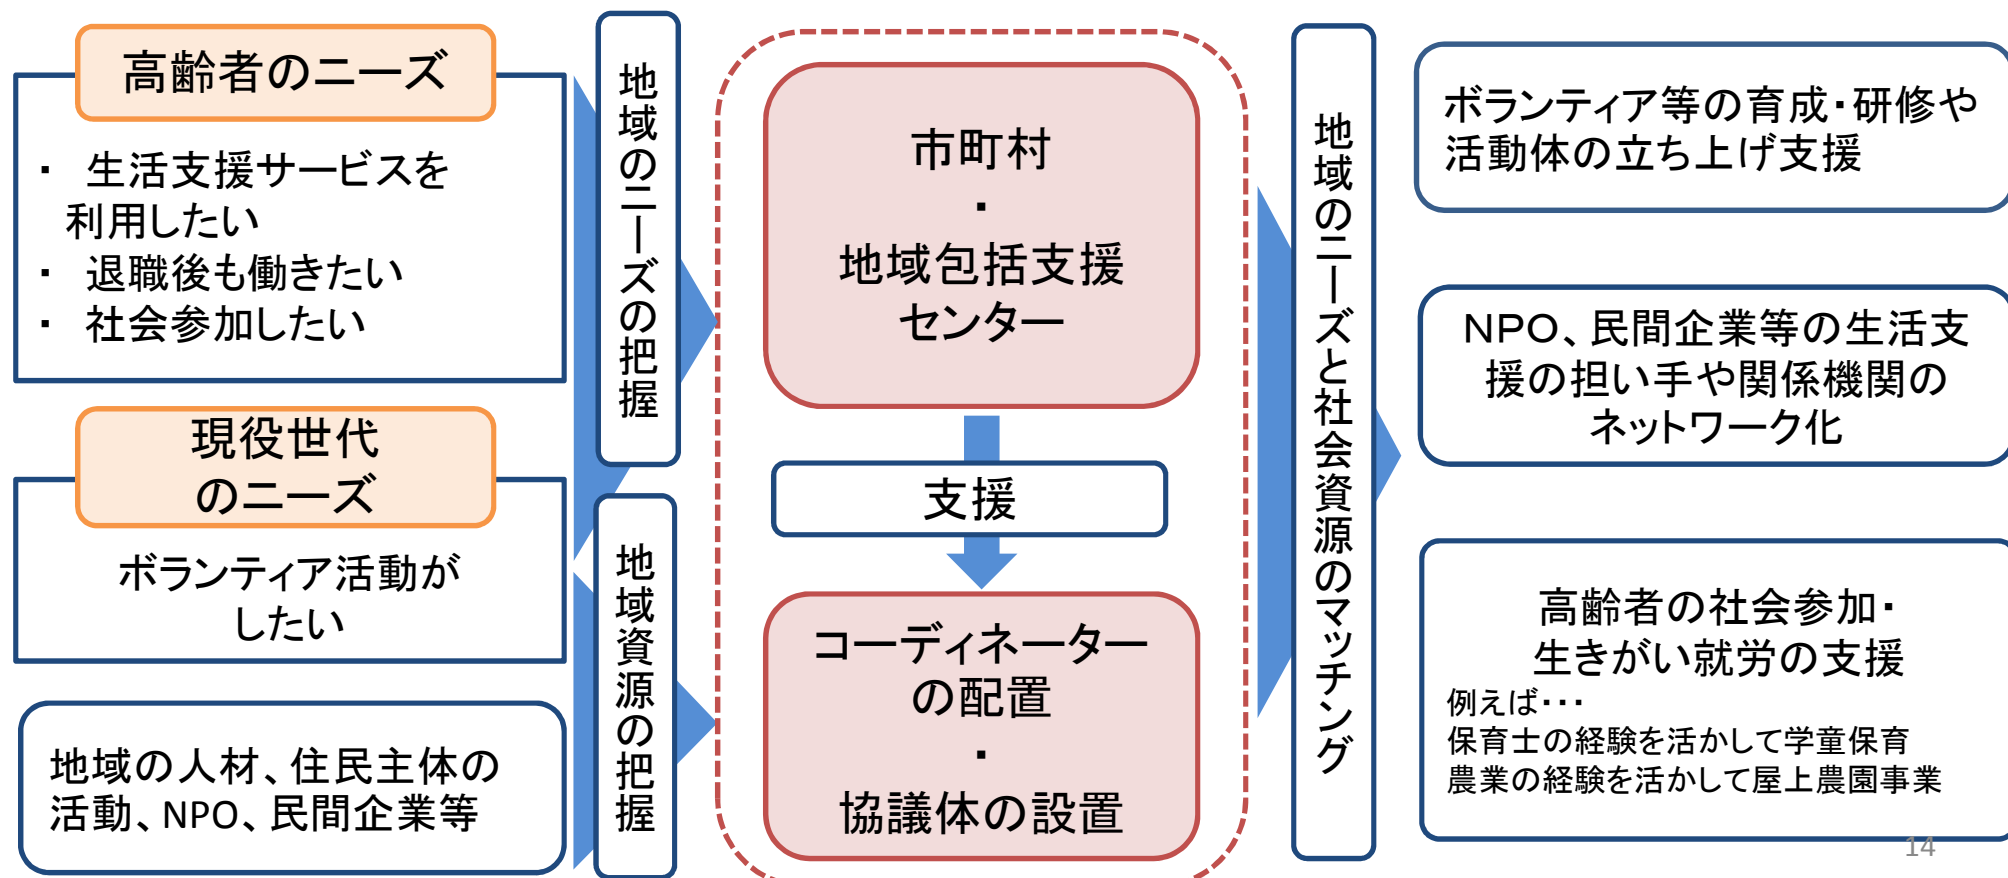 高齢者のニーズ
・ 生活支援サービスを
利用したい
・ 退職後も働きたい
・ 社会参加したい
現役世代
のニーズ
ボランティア活動が
したい
地域の人材、住民主体の
活動、NPO、民間企業等
地域のニーズの把握
地域資源の把握
市町村
・
地域包括支援
センター
支援
コーディネーター
の配置
・
協議体の設置
地域のニーズと社会資源のマッチング
ボランティア等の育成・研修や
活動体の立ち上げ支援
NPO、民間企業等の生活支
援の担い手や関係機関の
ネットワーク化
高齢者の社会参加・
生きがい就労の支援
例えば・・・
保育士の経験を活かして学童保育
農業の経験を活かして屋上農園事業
14